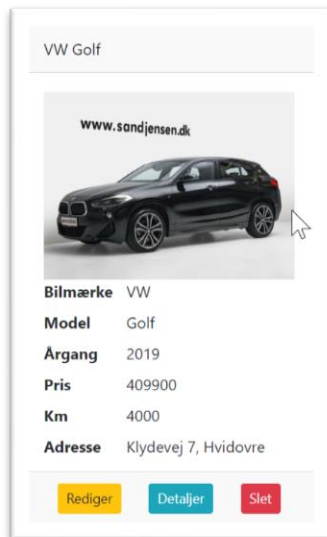 VW Golf
www.sandjensen.dk
Bilmærke VW
Model Golf
Årgang 2019
Pris 409900
Km 4000
Adresse Klydevej 7, Hvidovre
Rediger Detaljer Slet